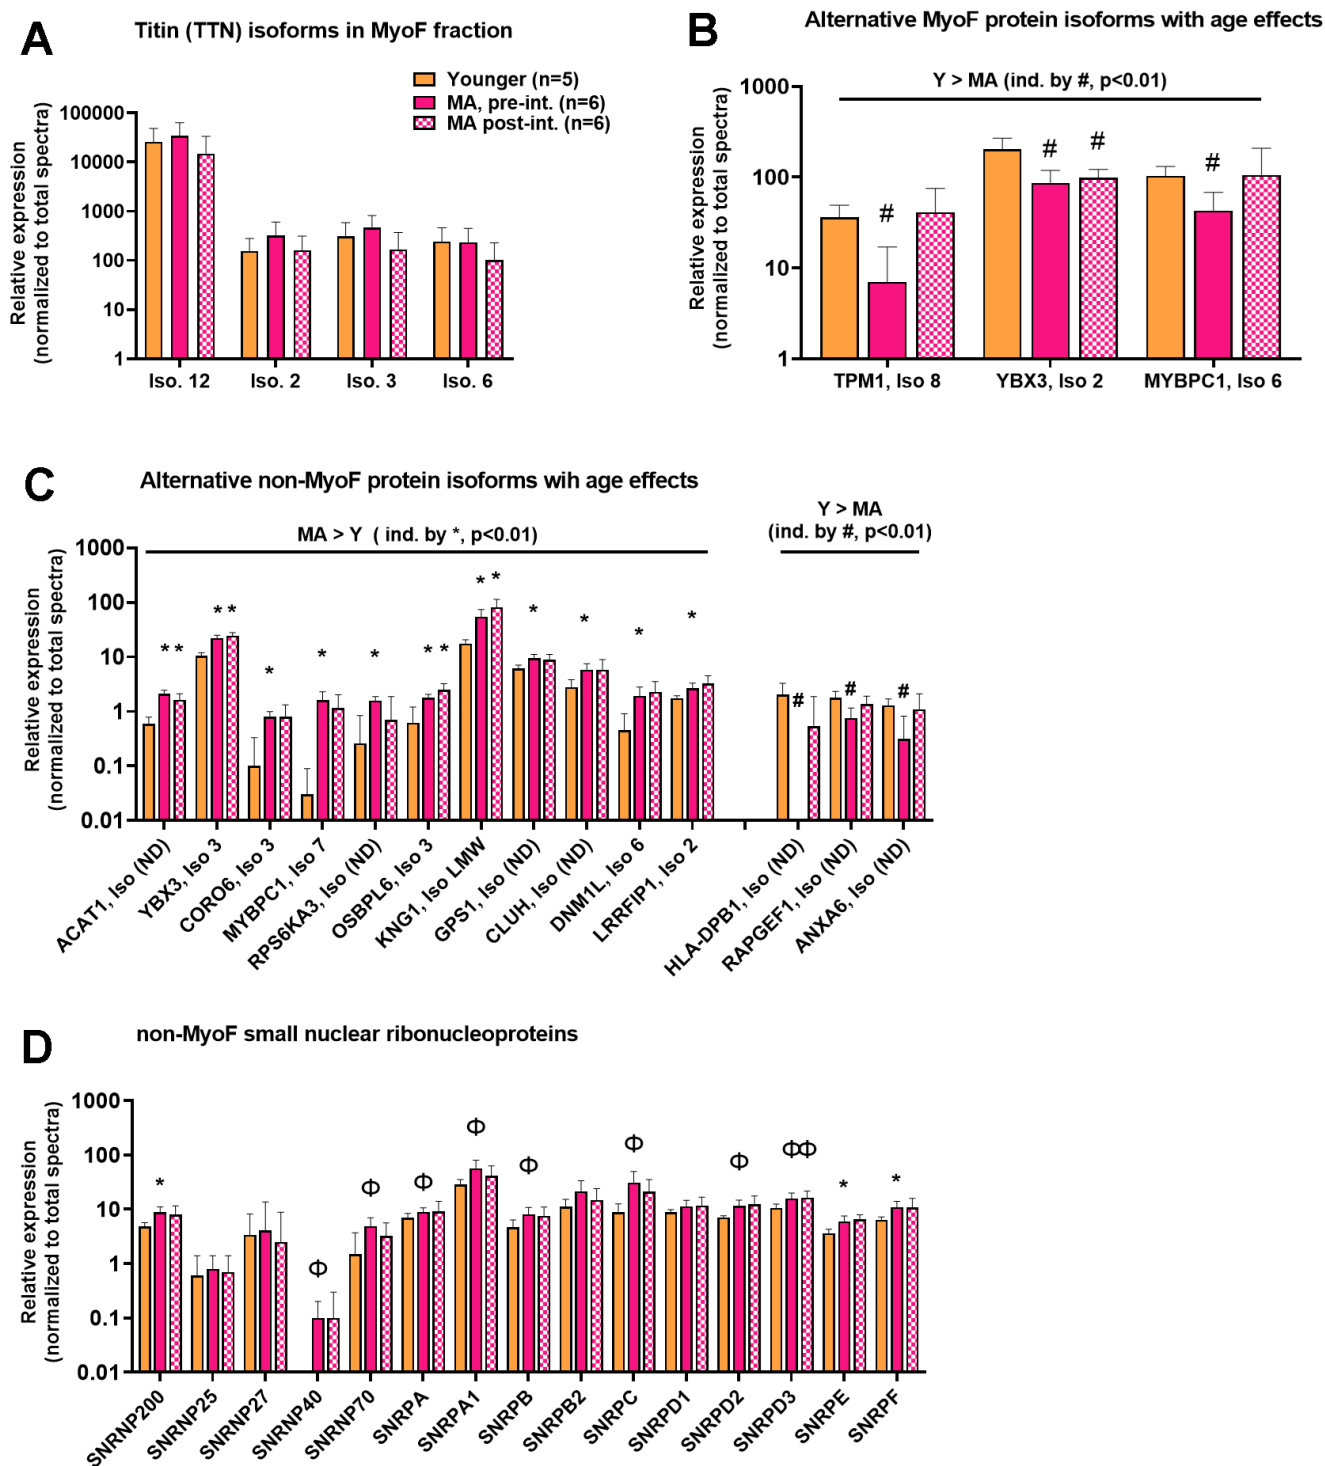 A
Titin (TTN) isoforms in MyoF fraction
Younger (n=5)
MA, pre-int. (n=6)
MA post-int. (n=6)
Relative expression
(normalized to total spectra)
100000
10000
1000
100
10
1
Iso. 12
Iso. 2
Iso. 3
Iso. 6
B
Alternative MyoF protein isoforms with age effects
Y > MA (ind. by #, p<0.01)
Relative expression
(normalized to total spectra)
1000
100
10
1
#
#
#
#
TPM1, Iso 8
YBX3, Iso 2
MYBPC1, Iso 6
C
Alternative non-MyoF protein isoforms wih age effects
MA > Y ( ind. by *, p<0.01)
Y > MA
(ind. by #, p<0.01)
Relative expression
(normalized to total spectra)
1000
100
10
1
0.1
0.01
* *
* *
*
*
*
* *
* *
*
*
*
*
#
#
#
ACAT1, Iso (ND)
YBX3, Iso 3
CORO6, Iso 3
MYBPC1, Iso 7
RPS6KA3, Iso (ND)
OSBPL6, Iso 3
KNG1, Iso LMW
GPS1, Iso (ND)
CLUH, Iso (ND)
DNM1L, Iso 6
LRRFIP1, Iso 2
HLA-DPB1, Iso (ND)
RAPGEF1, Iso (ND)
ANXA6, Iso (ND)
D
non-MyoF small nuclear ribonucleoproteins
Relative expression
(normalized to total spectra)
1000
100
10
1
0.1
0.01
*
Φ
Φ
Φ
Φ
Φ
Φ
Φ
ΦΦ
*
*
SNRNP200
SNRNP25
SNRNP27
SNRNP40
SNRNP70
SNRPA
SNRPA1
SNRPB
SNRPB2
SNRPC
SNRPD1
SNRPD2
SNRPD3
SNRPE
SNRPF